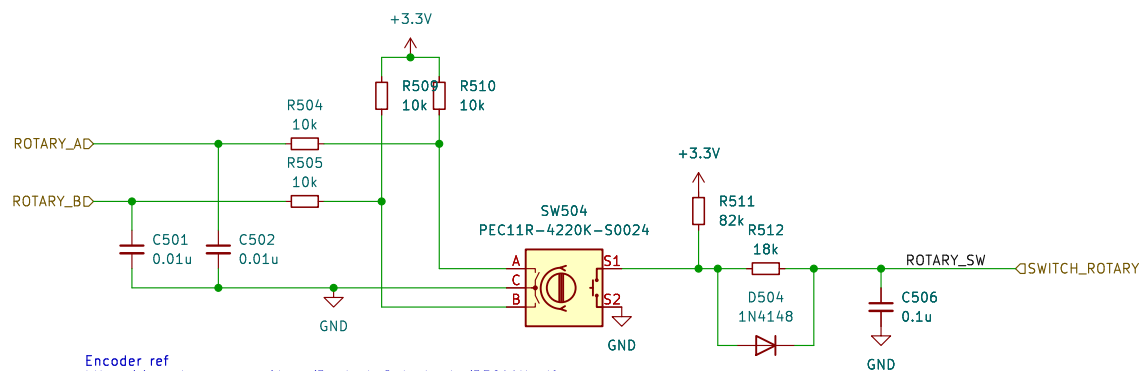 +3.3V
R509
10k
R510
10k
R504
10k
ROTARY_A
R505
10k
ROTARY_B
+3.3V
R511
82k
SW504
PEC11R-4220K-S0024
R512
18k
C501
0.01u
C502
0.01u
A
C
B
S1
S2
ROTARY_SW
SWITCH_ROTARY
D504
1N4148
C506
0.1u
GND
GND
GND
Encoder ref